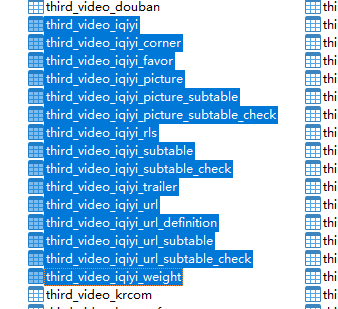 third_video_douban
third_video_iqiyi
third_video_iqiyi_corner
third_video_iqiyi_favor
third_video_iqiyi_picture
third_video_iqiyi_picture_subtable
third_video_iqiyi_picture_subtable_check
third_video_iqiyi_rls
third_video_iqiyi_subtable
third_video_iqiyi_subtable_check
third_video_iqiyi_trailer
third_video_iqiyi_url
third_video_iqiyi_url_definition
third_video_iqiyi_url_subtable
third_video_iqiyi_url_subtable_check
third_video_iqiyi_weight
third_video_krcom